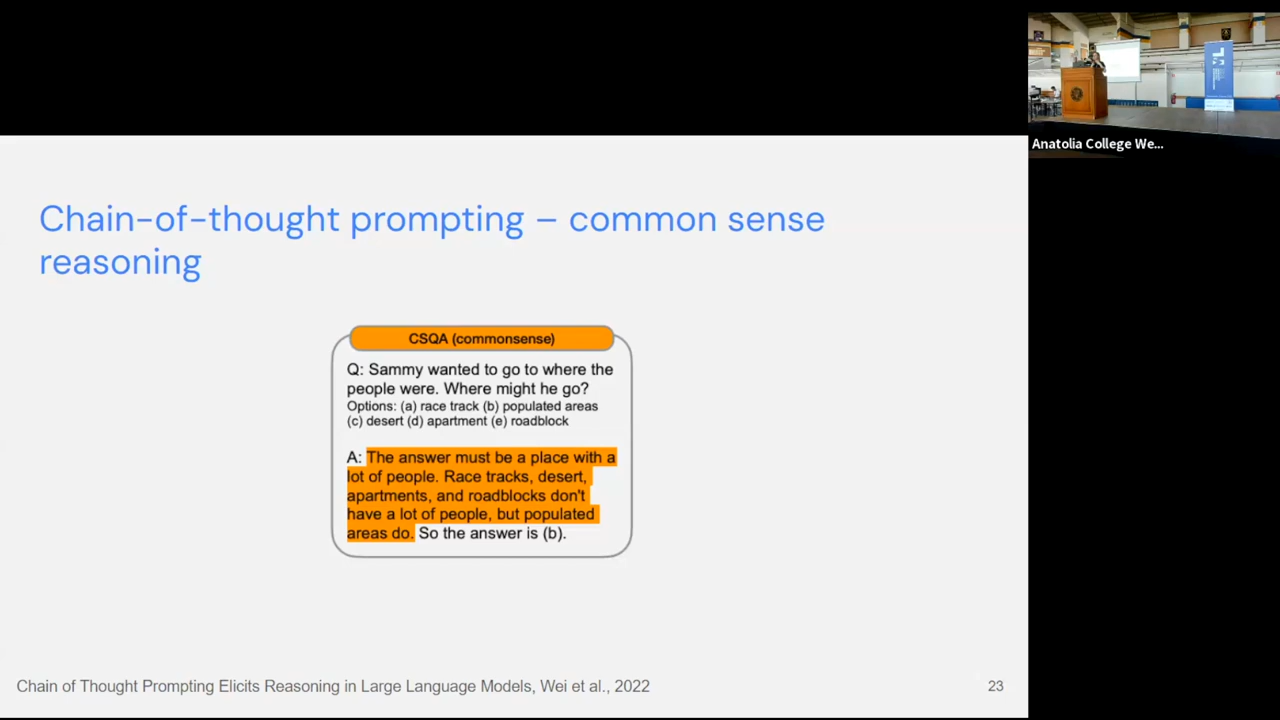 Chain-of-thought prompting – common sense
reasoning
CSQA (commonsense)
Q: Sammy wanted to go to where the
people were. Where might he go?
Options: (a) race track (b) populated areas
(c) desert (d) apartment (e) roadblock
A: The answer must be a place with a
lot of people. Race tracks, desert,
apartments, and roadblocks don't
have a lot of people, but populated
areas do. So the answer is (b).
Chain of Thought Prompting Elicits Reasoning in Large Language Models, Wei et al., 2022
23
Anatolia College We...